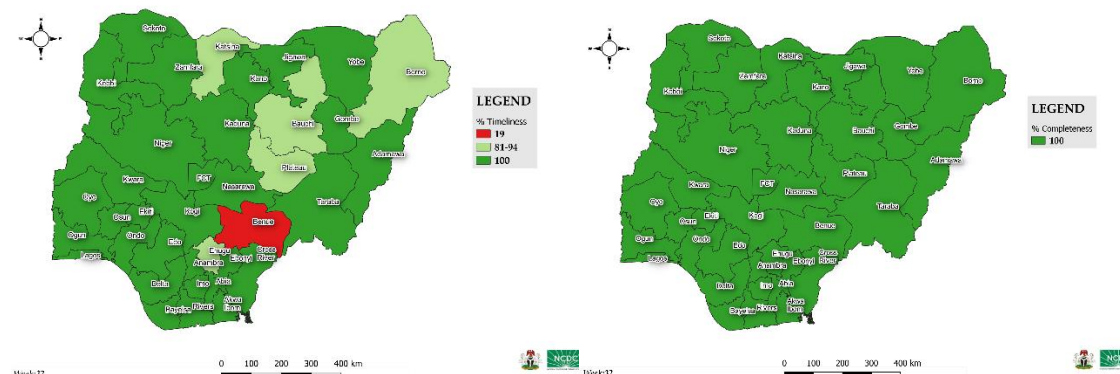 Sokoto
Katsina
Jigawa
Yobe
Borno
Zamfara
Kano
Kebbi
Kaduna
Bauchi
Gombe
Niger
Adamawa
Plateau
Kwara
FCT
Nasarawa
Taraba
Oyo
Osun
Ekiti
Kogi
Benue
Ogun
Ondo
Edo
Enugu
Ebonyi
Cross
River
Lagos
Anambra
Delta
Imo
Abia
Bayelsa
Rivers
Akwa
Ibom
LEGEND
% Timeliness
19
81-94
100
0 100 200 300 400 km
NCDC
Sokoto
Katsina
Jigawa
Yobe
Borno
Zamfara
Kano
Kebbi
Kaduna
Bauchi
Gombe
Niger
Adamawa
Plateau
Kwara
FCT
Nasarawa
Taraba
Oyo
Osun
Ekiti
Kogi
Benue
Ogun
Ondo
Edo
Enugu
Ebonyi
Cross
River
Lagos
Anambra
Delta
Imo
Abia
Bayelsa
Rivers
Akwa
Ibom
LEGEND
% Completeness
100
0 100 200 300 400 km